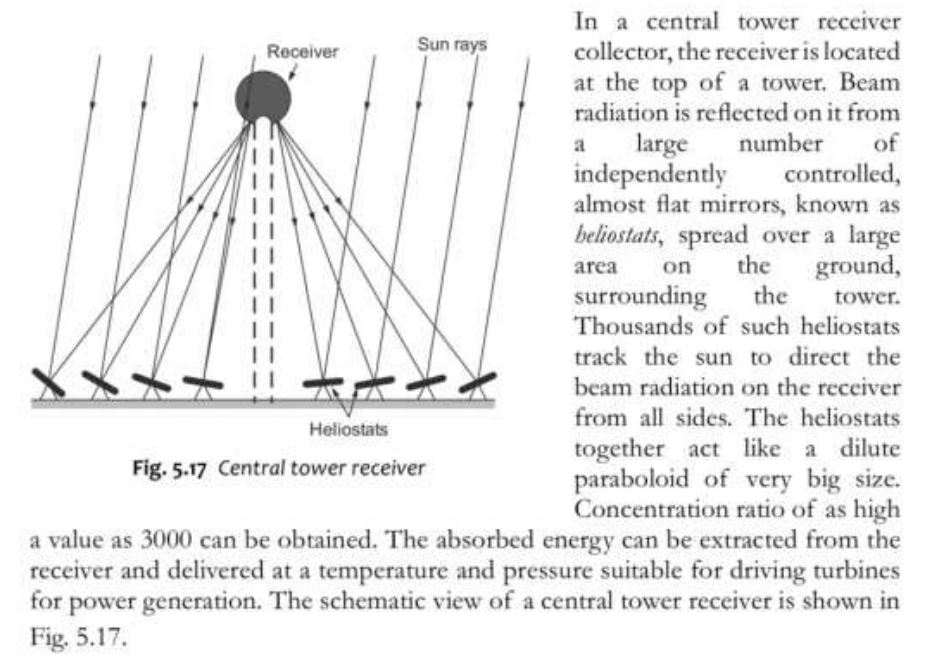 Receiver
Sun rays
Heliostats
Fig. 5.17 Central tower receiver
In a central tower receiver
collector, the receiver is located
at the top of a tower. Beam
radiation is reflected on it from
a large number of
independently controlled,
almost flat mirrors, known as
heliostats, spread over a large
area on the ground,
surrounding the tower.
Thousands of such heliostats
track the sun to direct the
beam radiation on the receiver
from all sides. The heliostats
together act like a dilute
paraboloid of very big size.
Concentration ratio of as high
a value as 3000 can be obtained. The absorbed energy can be extracted from the
receiver and delivered at a temperature and pressure suitable for driving turbines
for power generation. The schematic view of a central tower receiver is shown in
Fig. 5.17.